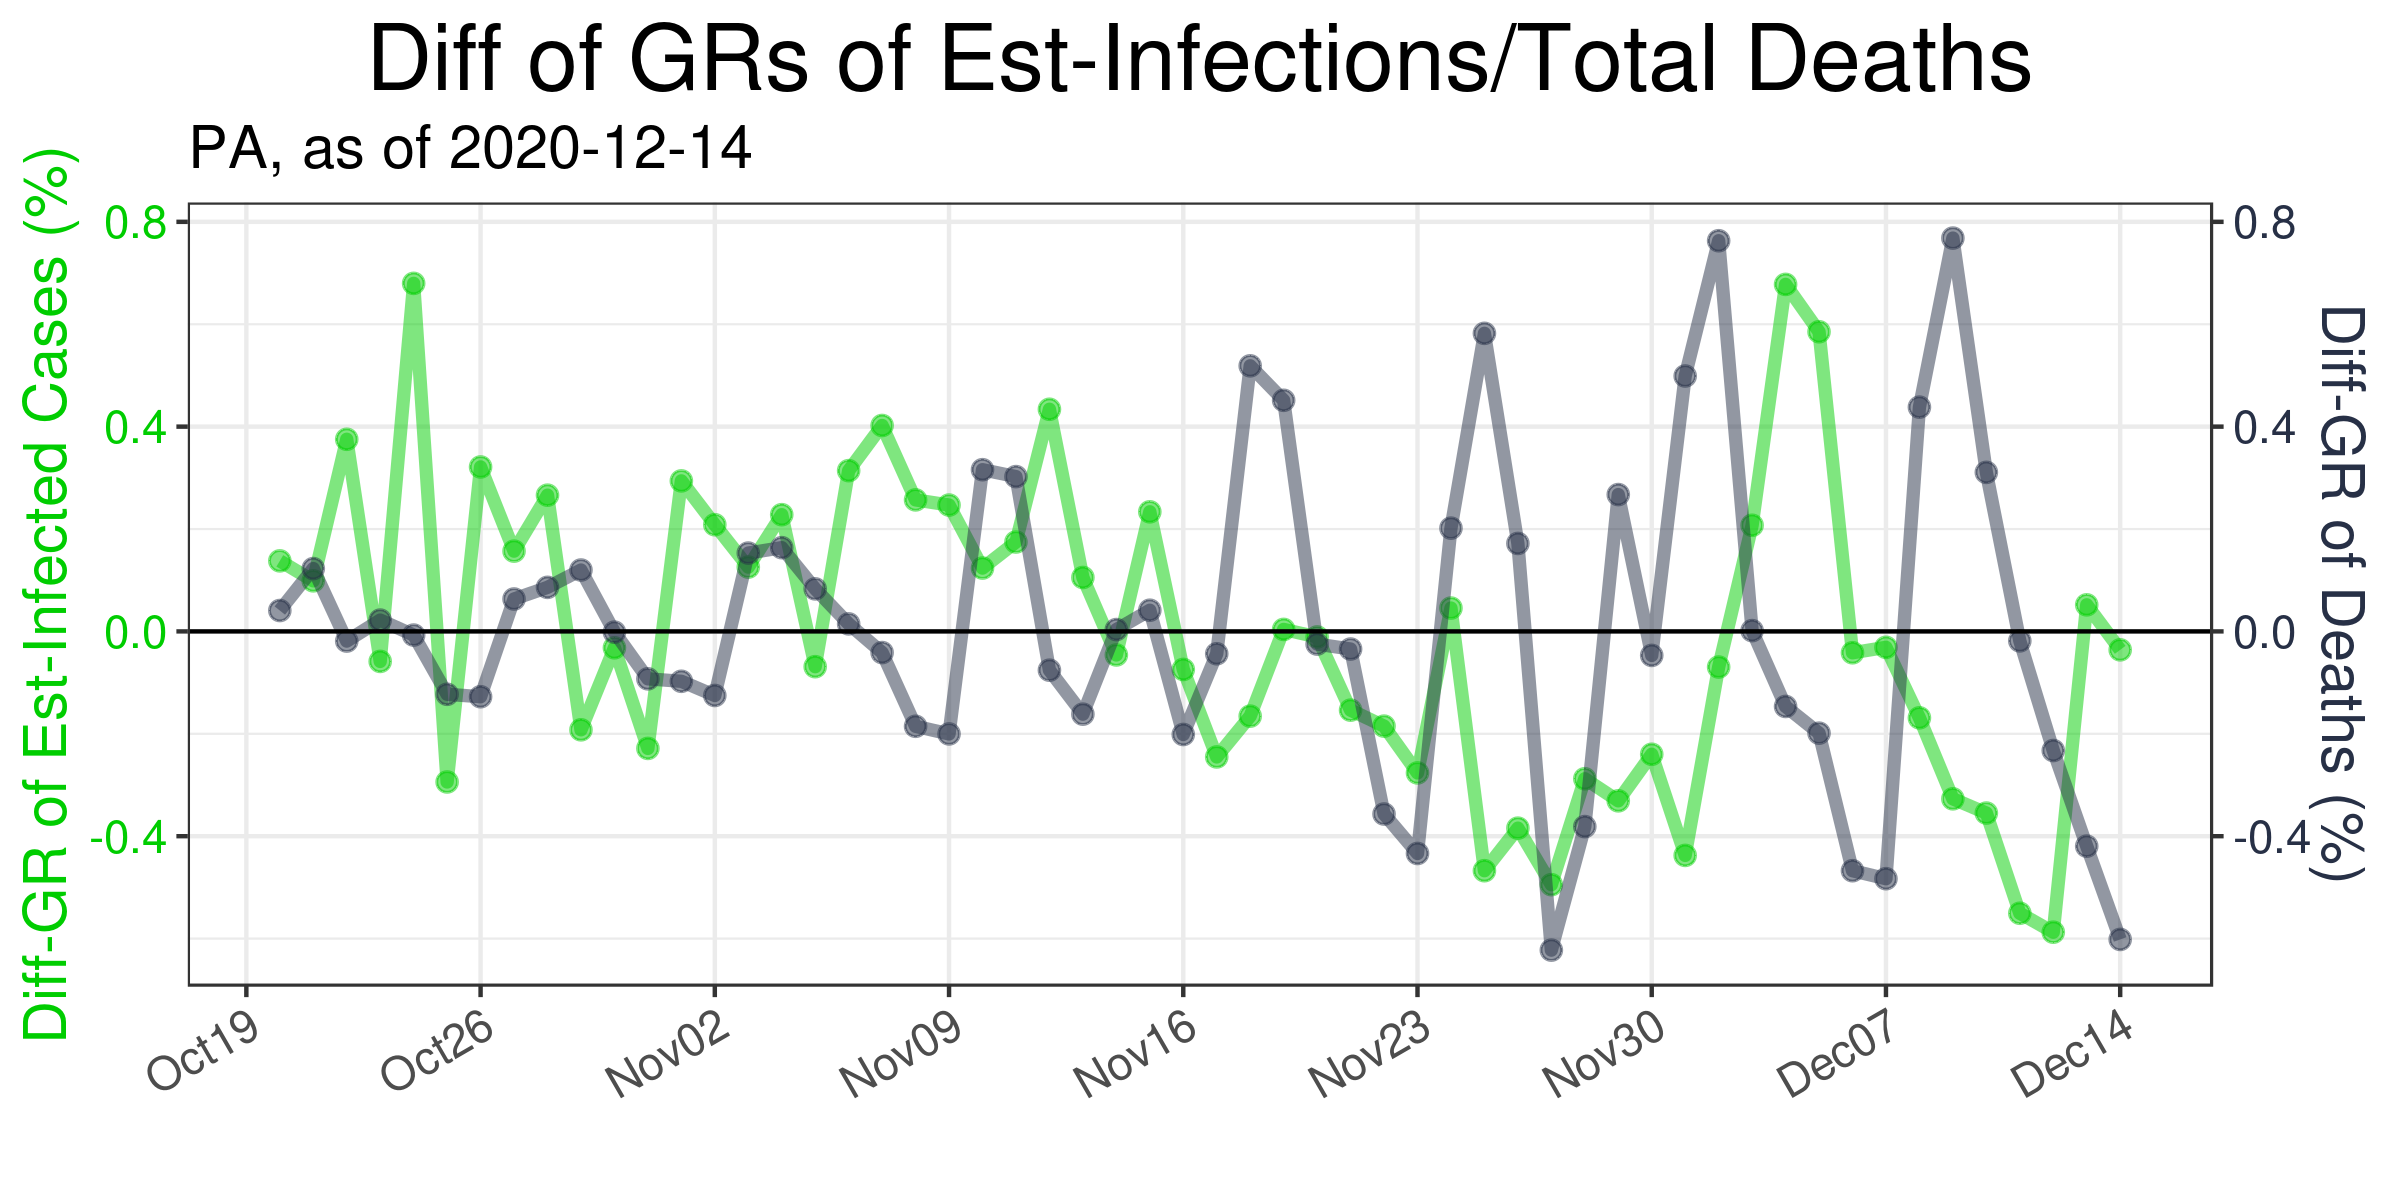 Diff of GRs of Est-Infections/Total Deaths
PA, as of 2020-12-14
Diff-GR of Est-Infected Cases (%)
0.8
0.4
0.0
-0.4
0.8
0.4
0.0
-0.4
Diff-GR of Deaths (%)
Oct19
Oct26
Nov02
Nov09
Nov16
Nov23
Nov30
Dec07
Dec14